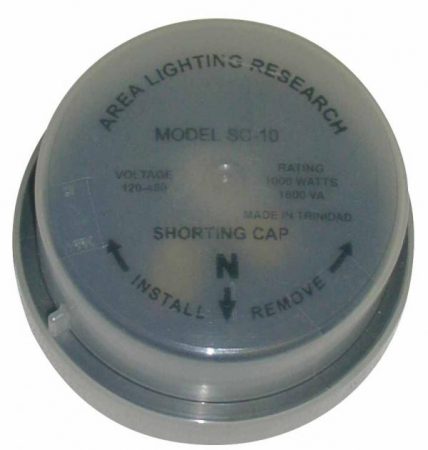 AREA LIGHTING RESEARCH
MODEL SC-10
VOLTAGE
120-480
RATING
1000 WATTS
1800 VA
MADE IN TRINIDAD
SHORTING CAP
N
INSTALL
REMOVE